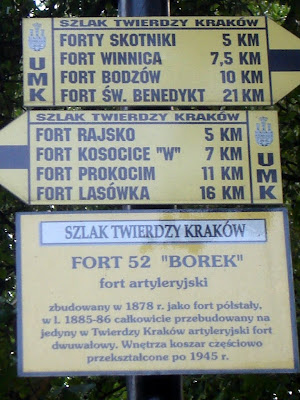 SZLAK TWIERDZY KRAKÓW
FORTY SKOTNIKI 5 KM
FORT WINNICA 7,5 KM
FORT BODZÓW 10 KM
FORT ŚW. BENEDYKT 21 KM
UMK
SZLAK TWIERDZY KRAKÓW
FORT RAJSKO 5 KM
FORT KOSOCICE "W" 7 KM
FORT PROKOCIM 11 KM
FORT LASÓWKA 16 KM
UMK
SZLAK TWIERDZY KRAKÓW
FORT 52 "BOREK"
fort artyleryjski
zbudowany w 1878 r. jako fort półstały,
w l. 1885-86 całkowicie przebudowany na
jedyny w Twierdzy Kraków artyleryjski fort
dwuwałowy. Wnętrza koszar częściowo
przekształcone po 1945 r.